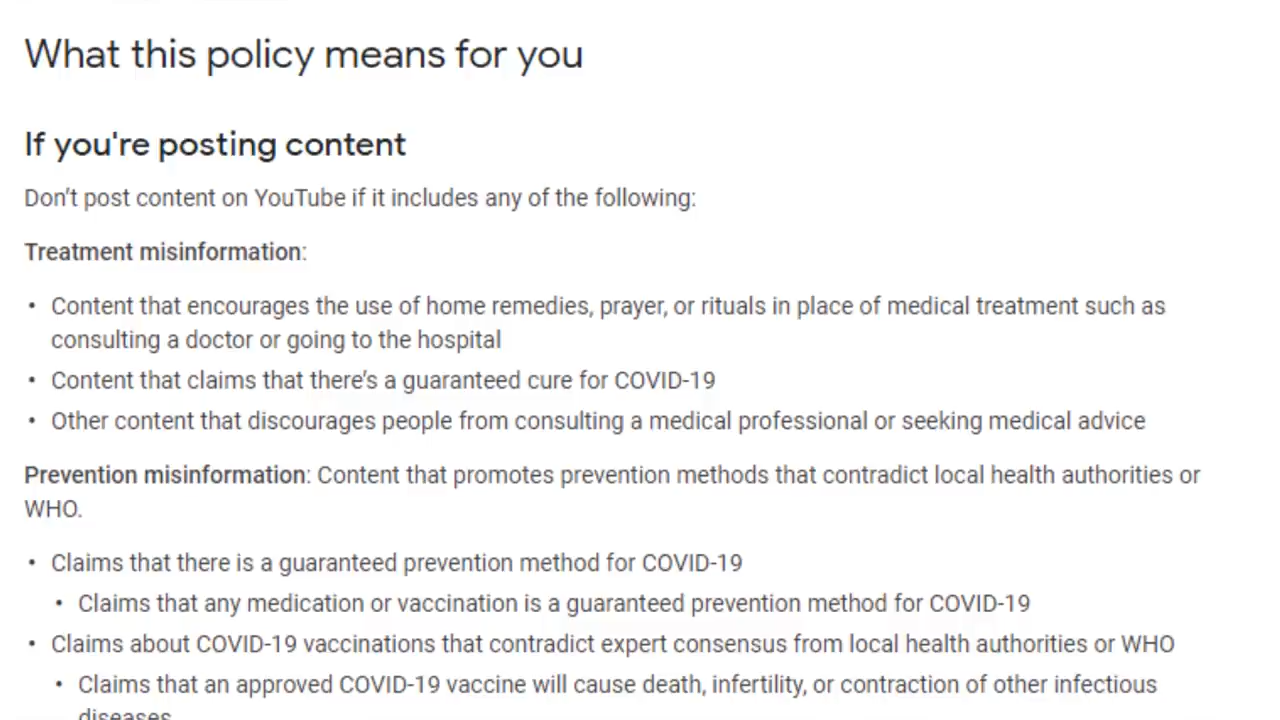 What this policy means for you
If you're posting content
Don't post content on YouTube if it includes any of the following:
Treatment misinformation:
• Content that encourages the use of home remedies, prayer, or rituals in place of medical treatment such as
consulting a doctor or going to the hospital
• Content that claims that there's a guaranteed cure for COVID-19
• Other content that discourages people from consulting a medical professional or seeking medical advice
Prevention misinformation: Content that promotes prevention methods that contradict local health authorities or
WHO.
• Claims that there is a guaranteed prevention method for COVID-19
• Claims that any medication or vaccination is a guaranteed prevention method for COVID-19
• Claims about COVID-19 vaccinations that contradict expert consensus from local health authorities or WHO
• Claims that an approved COVID-19 vaccine will cause death, infertility, or contraction of other infectious
diseases